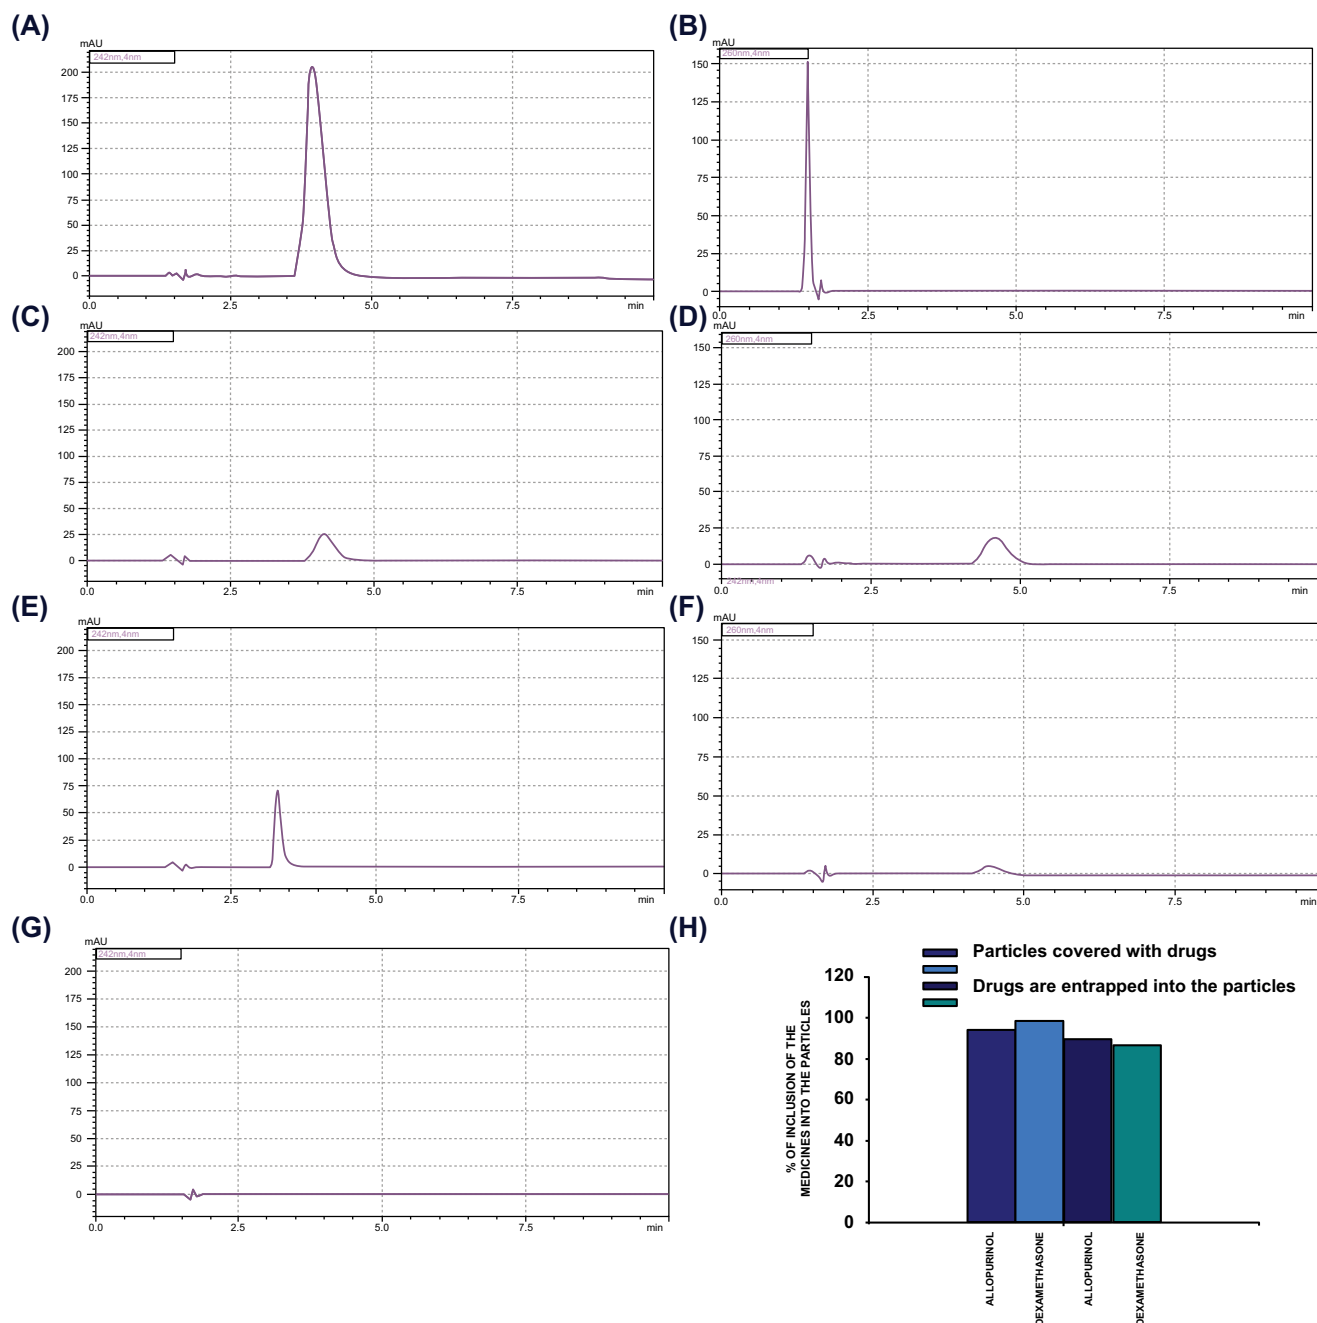 (A)
mAU
242nm,4nm
200
175
150
125
100
75
50
25
0
0.0 2.5 5.0 7.5 min
(B)
mAU
260nm,4nm
150
125
100
75
50
25
0
0.0 2.5 5.0 7.5 min
(C)
mAU
242nm,4nm
200
175
150
125
100
75
50
25
0
0.0 2.5 5.0 7.5 min
(D)
mAU
260nm,4nm
150
125
100
75
50
25
0
242nm,4nm
0.0 2.5 5.0 7.5 min
(E)
mAU
242nm,4nm
200
175
150
125
100
75
50
25
0
0.0 2.5 5.0 7.5 min
(F)
mAU
260nm,4nm
150
125
100
75
50
25
0
0.0 2.5 5.0 7.5 min
(G)
mAU
242nm,4nm
200
175
150
125
100
75
50
25
0
0.0 2.5 5.0 7.5 min
(H)
Particles covered with drugs
Drugs are entrapped into the particles
% OF INCLUSION OF THE
MEDICINES INTO THE PARTICLES
120
100
80
60
40
20
0
ALLOPURINOL
DEXAMETHASONE
ALLOPURINOL
DEXAMETHASONE